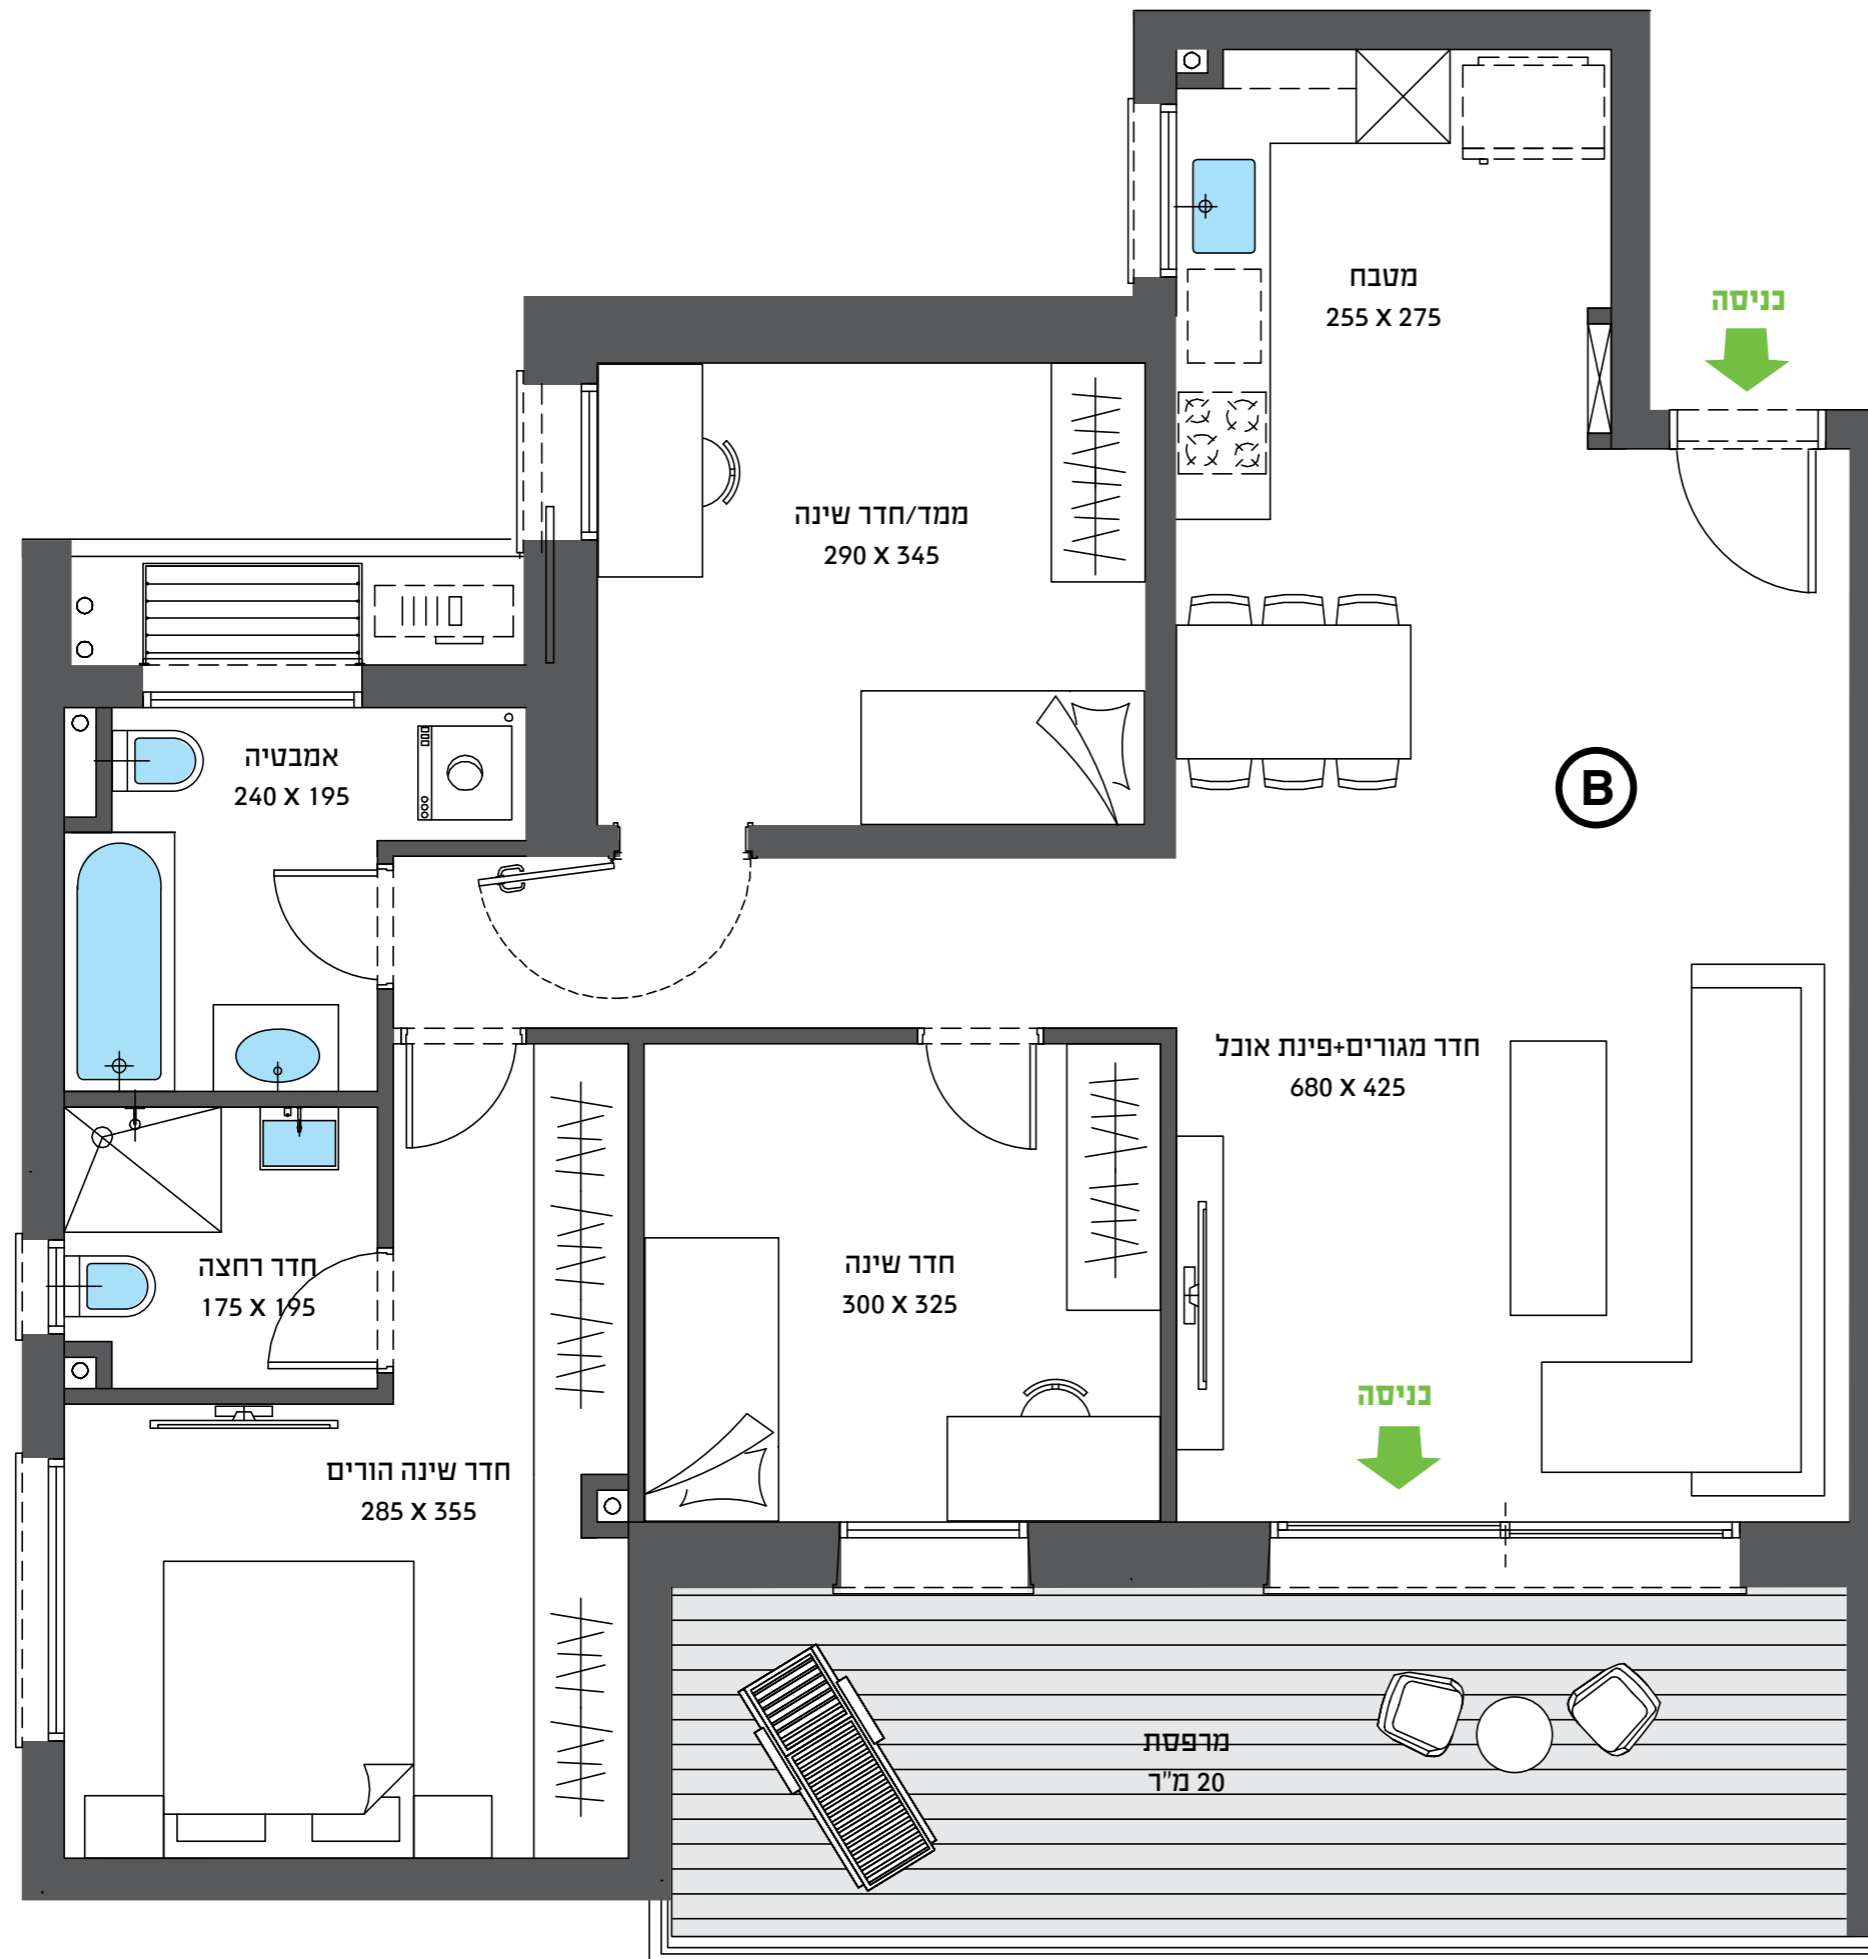 מטבח
255 X 275
כניסה
ממד/חדר שינה
290 X 345
אמבטיה
240 X 195
B
חדר מגורים+פינת אוכל
680 X 425
חדר רחצה
175 X 195
חדר שינה
300 X 325
כניסה
חדר שינה הורים
285 X 355
מרפסת
20 מ"ר